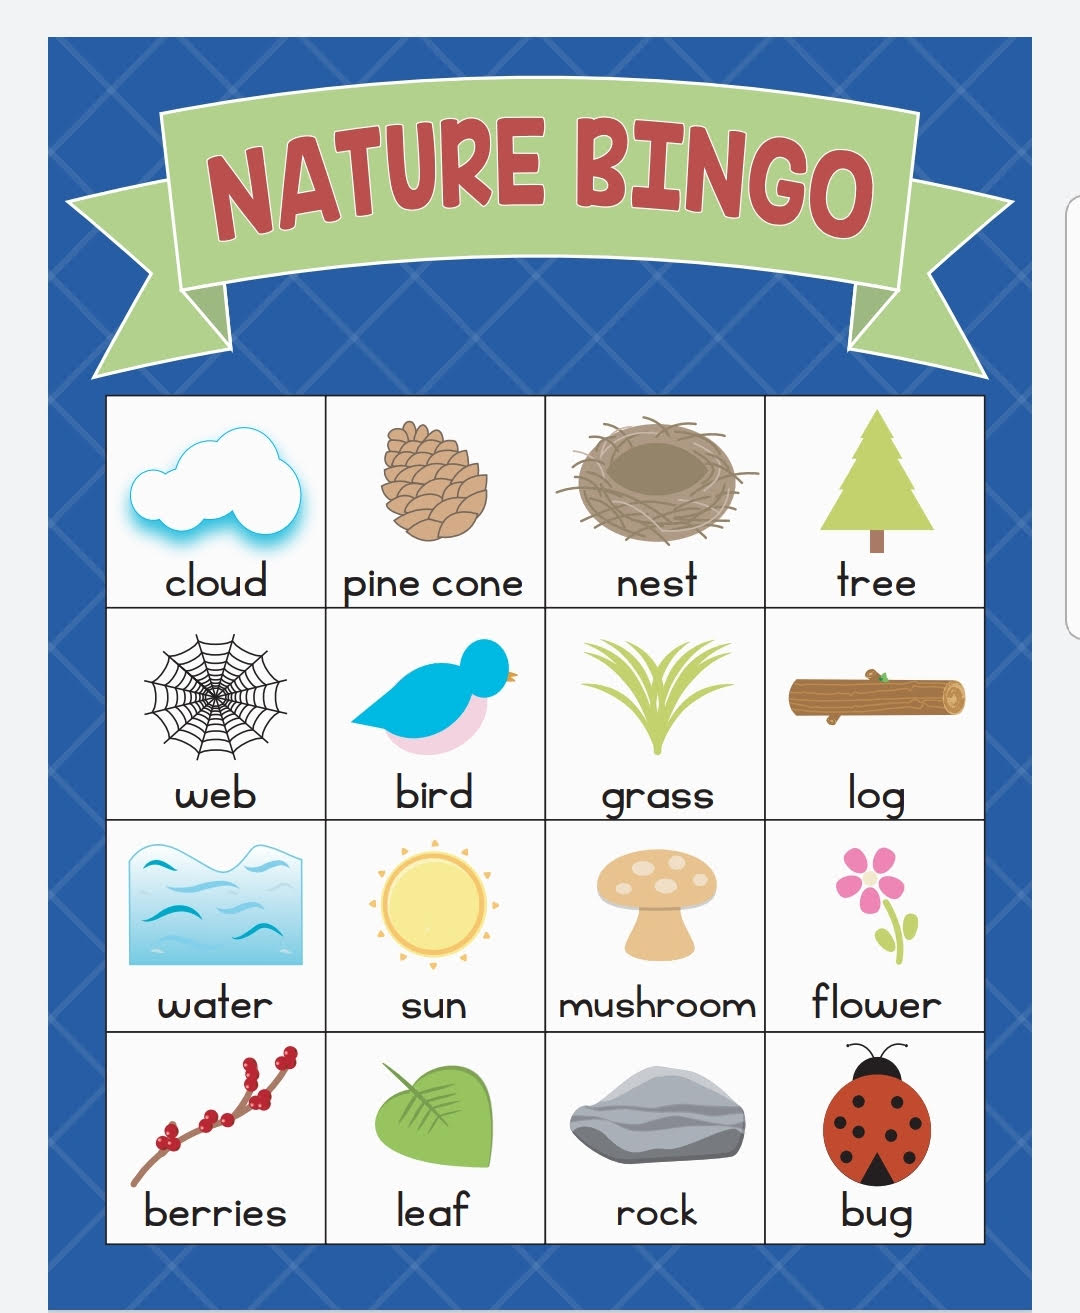 NATURE BINGO
cloud
pine cone
nest
tree
web
bird
grass
log
water
sun
mushroom
flower
berries
leaf
rock
bug